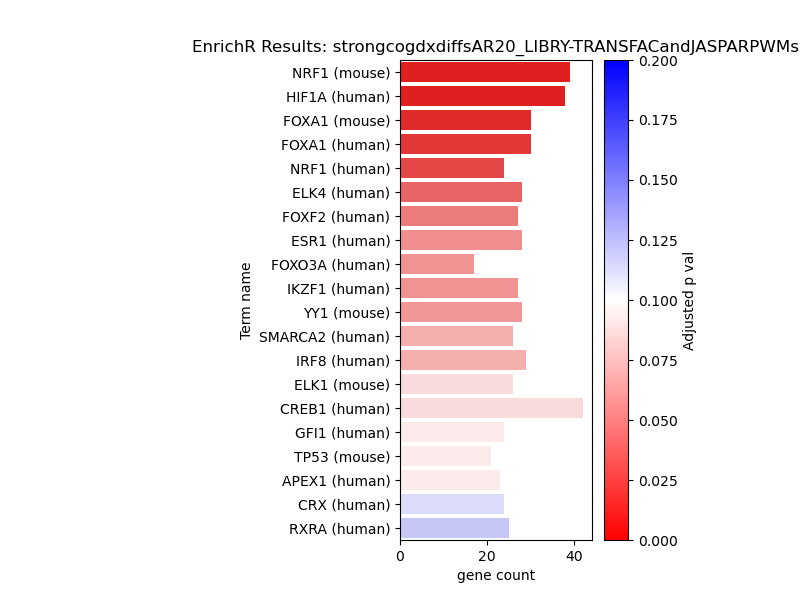 EnrichR Results: strongcogdxdiffsAR20_LIBRY-TRANSFACandJASPARPWMs
NRF1 (mouse)
HIF1A (human)
FOXA1 (mouse)
FOXA1 (human)
NRF1 (human)
ELK4 (human)
FOXF2 (human)
ESR1 (human)
FOXO3A (human)
IKZF1 (human)
YY1 (mouse)
SMARCA2 (human)
IRF8 (human)
ELK1 (mouse)
CREB1 (human)
GFI1 (human)
TP53 (mouse)
APEX1 (human)
CRX (human)
RXRA (human)
Term name
0 20 40
gene count
0.200
0.175
0.150
0.125
0.100
0.075
0.050
0.025
0.000
Adjusted p val